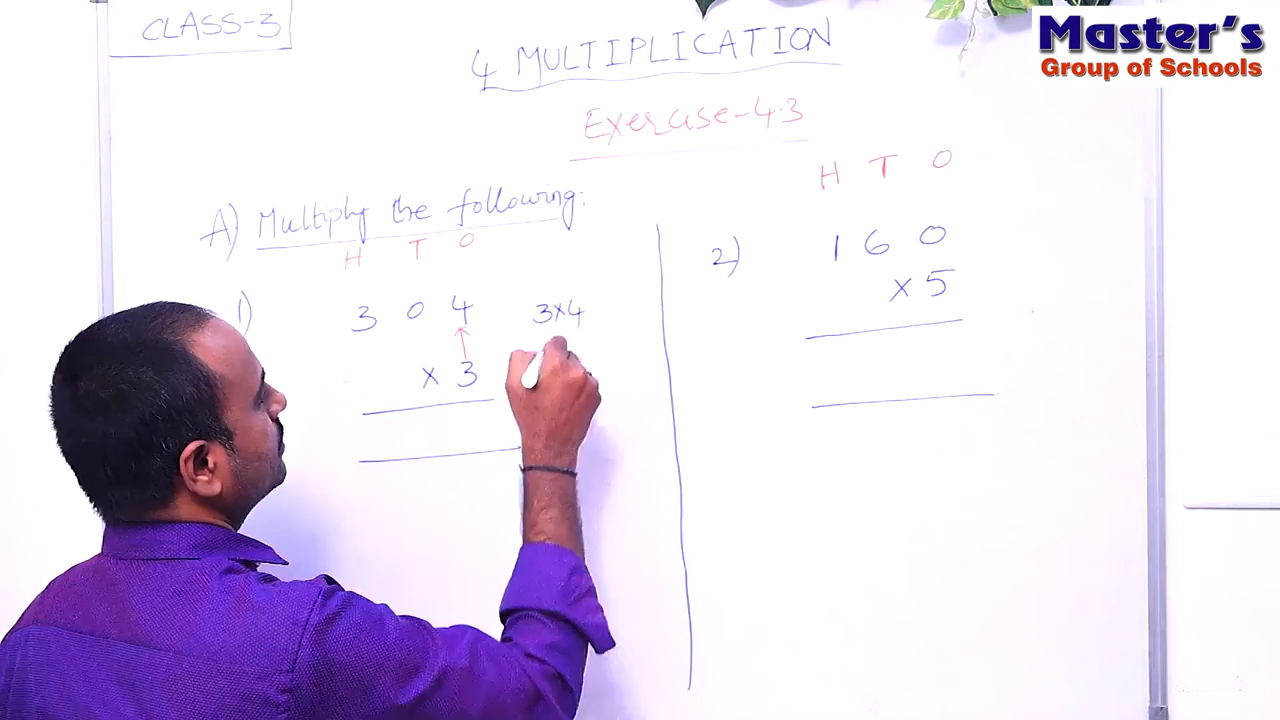 CLASS-3
4 MULTIPLICATION
Master's
Group of Schools
Exercise-4.3
A) Multiply the following:
H T O
1) 3 0 4 3x4
x 3
H T O
2) 1 6 0
x 5